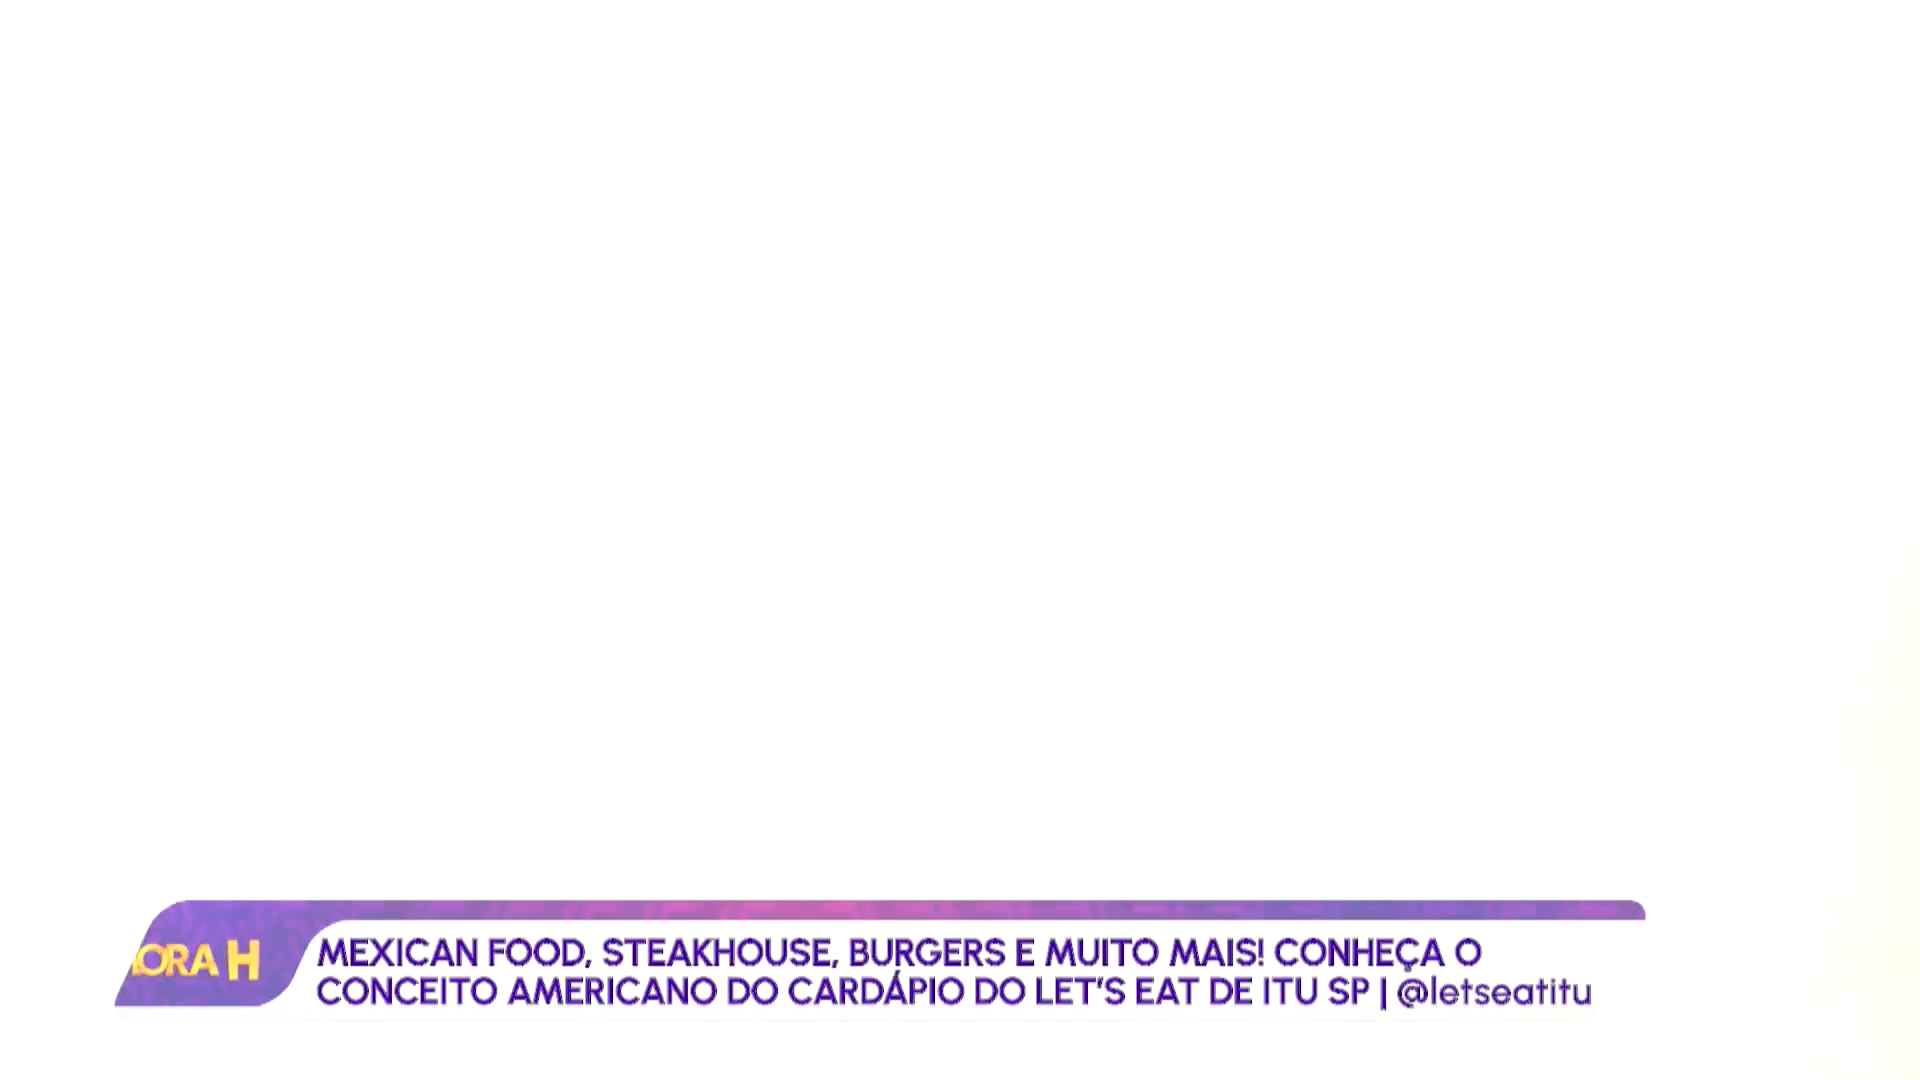 ORA H
MEXICAN FOOD, STEAKHOUSE, BURGERS E MUITO MAIS! CONHEÇA O
CONCEITO AMERICANO DO CARDÁPIO DO LET'S EAT DE ITU SP | @letseatitu